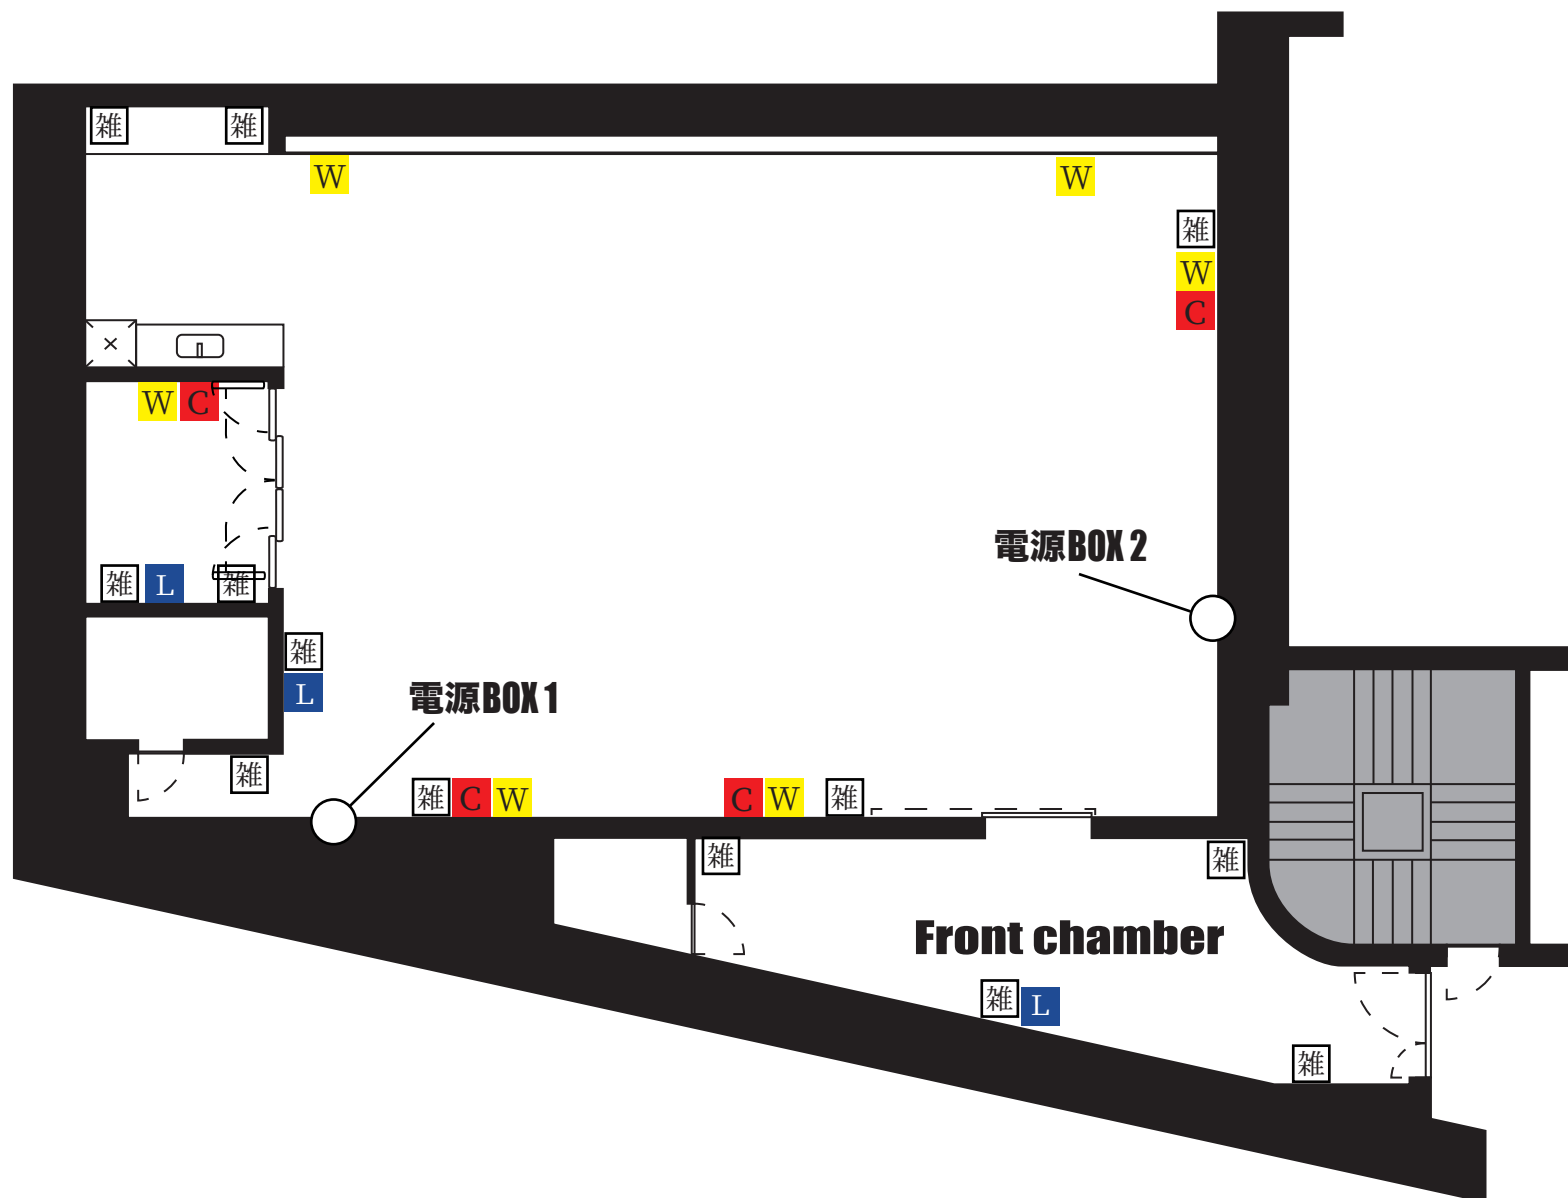 雑 雑
W W
雑
W
C
W C
電源BOX 2
雑 L 雑
雑
L
電源BOX 1
雑
雑 C W C W 雑
雑 雑
Front chamber
雑 L
雑